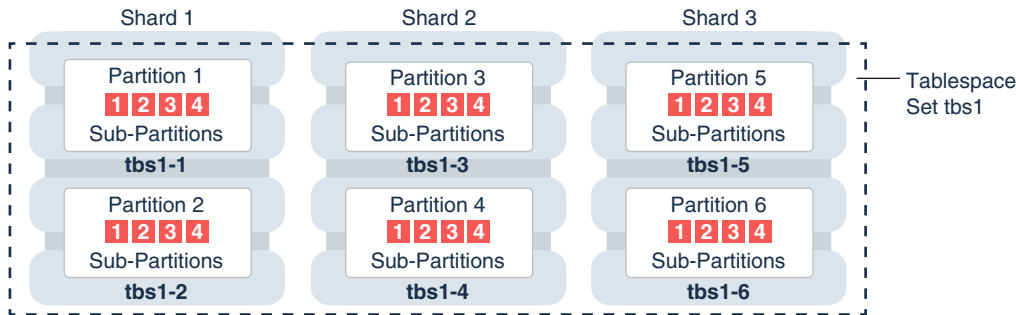 Shard 1
Shard 2
Shard 3
Partition 1
1 2 3 4
Sub-Partitions
tbs1-1
Partition 3
1 2 3 4
Sub-Partitions
tbs1-3
Partition 5
1 2 3 4
Sub-Partitions
tbs1-5
Tablespace
Set tbs1
Partition 2
1 2 3 4
Sub-Partitions
tbs1-2
Partition 4
1 2 3 4
Sub-Partitions
tbs1-4
Partition 6
1 2 3 4
Sub-Partitions
tbs1-6